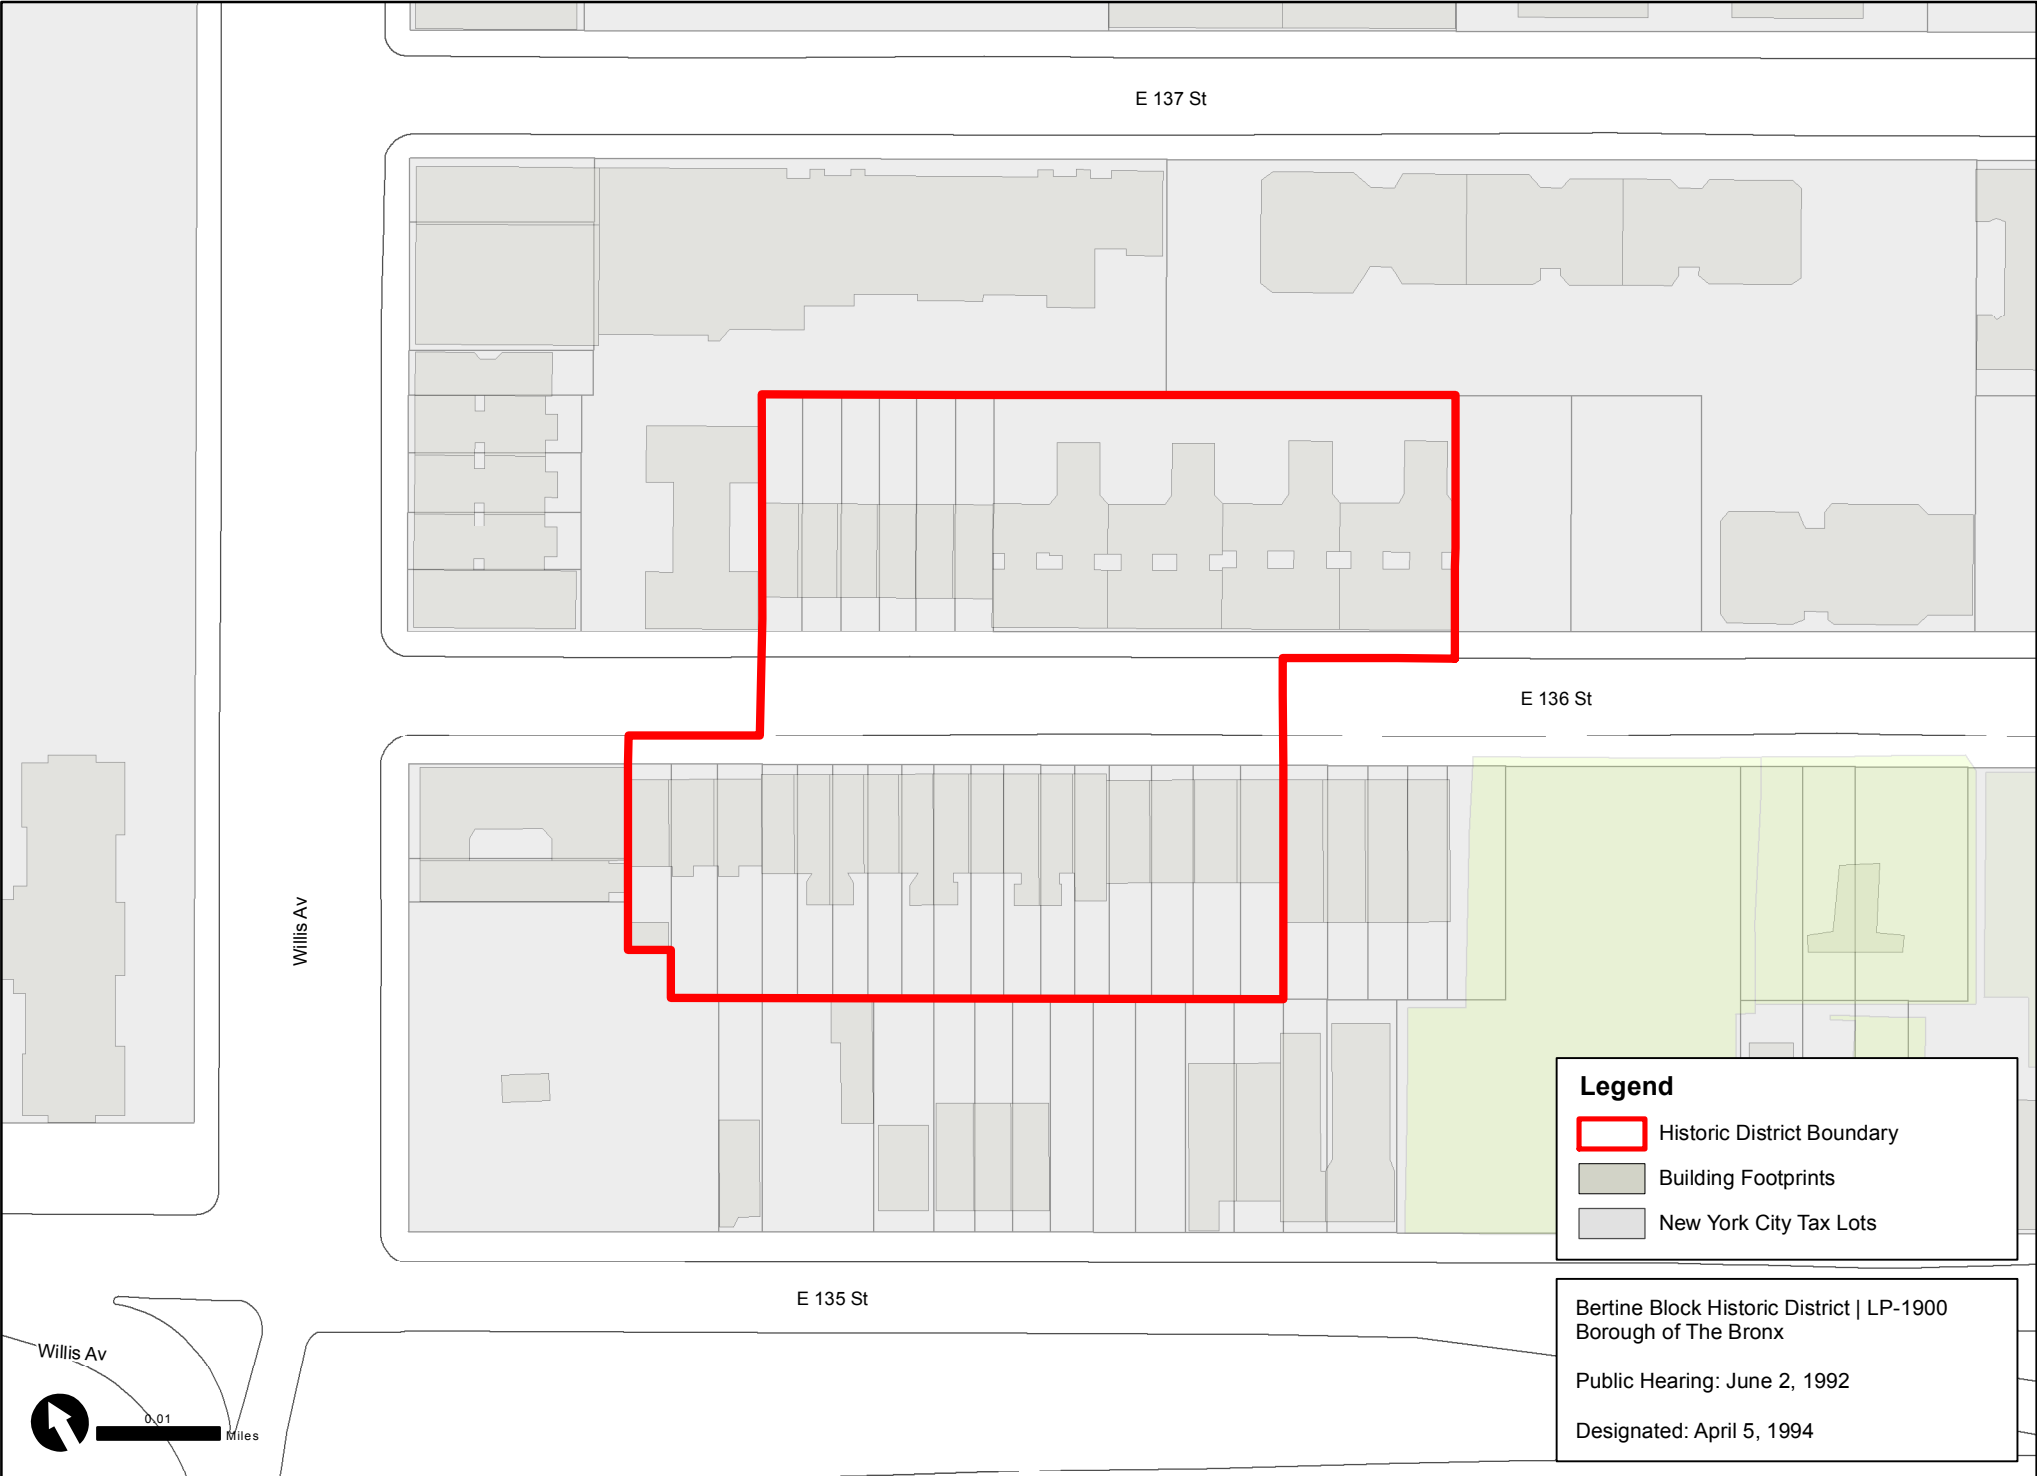 E 137 St
E 136 St
Willis Av
E 135 St
Willis Av
0.01
Miles
Legend
Historic District Boundary
Building Footprints
New York City Tax Lots
Bertine Block Historic District | LP-1900
Borough of The Bronx
Public Hearing: June 2, 1992
Designated: April 5, 1994